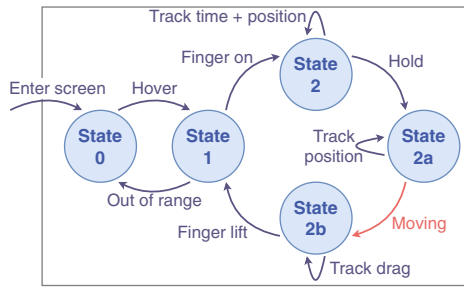 Track time + position
Finger on
State
2
Hold
Enter screen
Hover
State
0
State
1
Track
position
State
2a
Out of range
Finger lift
State
2b
Moving
Track drag